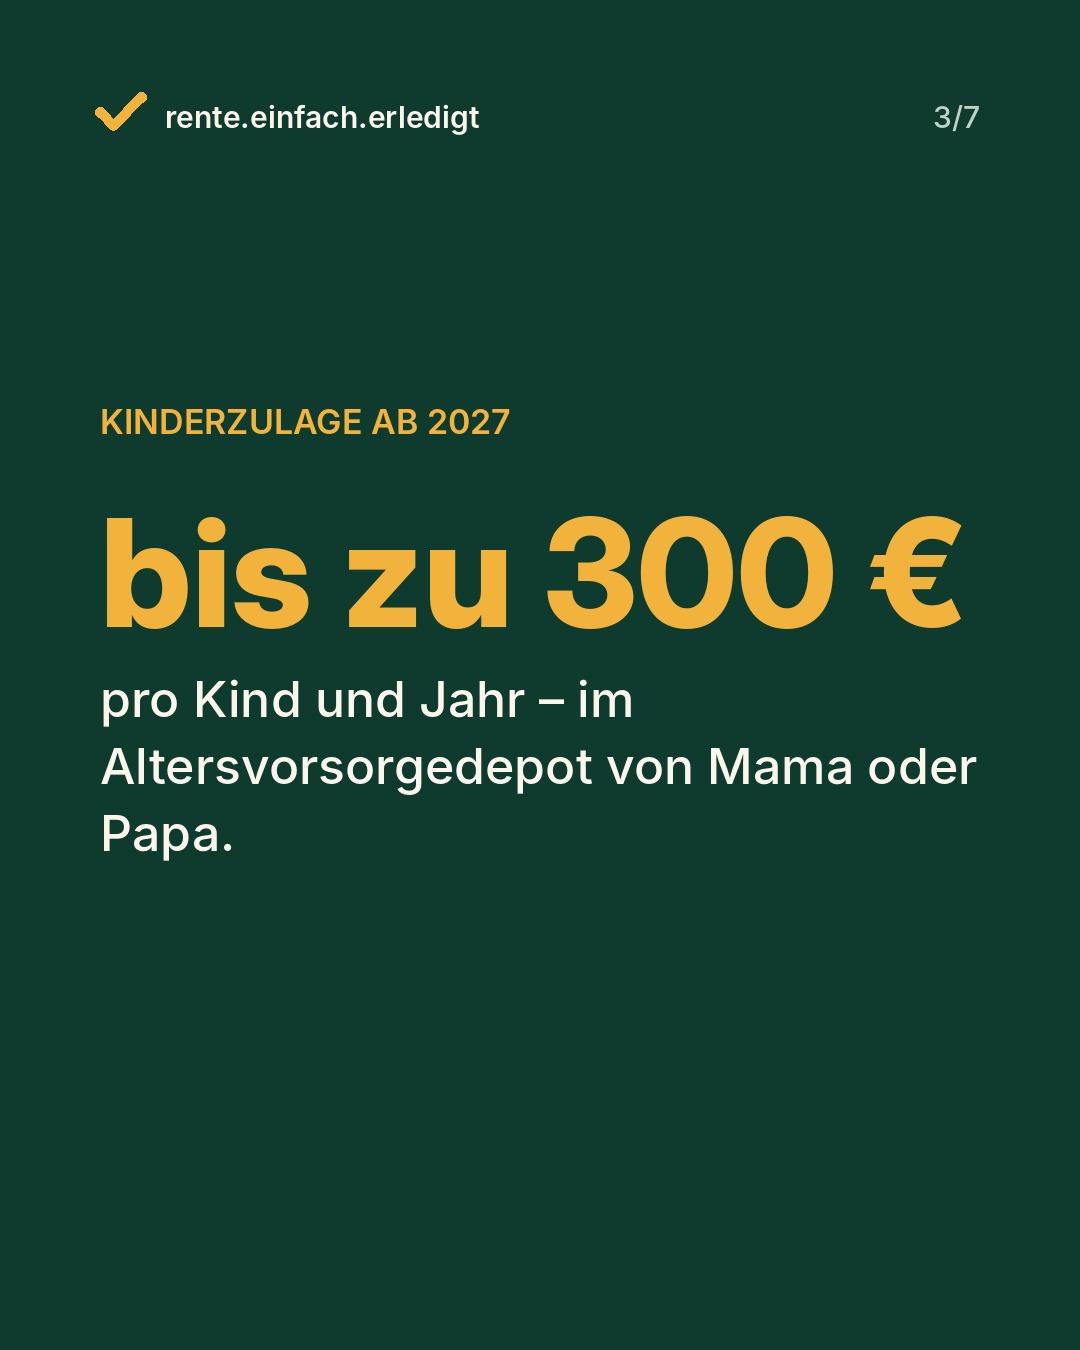 rente.einfach.erledigt
3/7
KINDERZULAGE AB 2027
bis zu 300 €
pro Kind und Jahr – im
Altersvorsorgedepot von Mama oder
Papa.